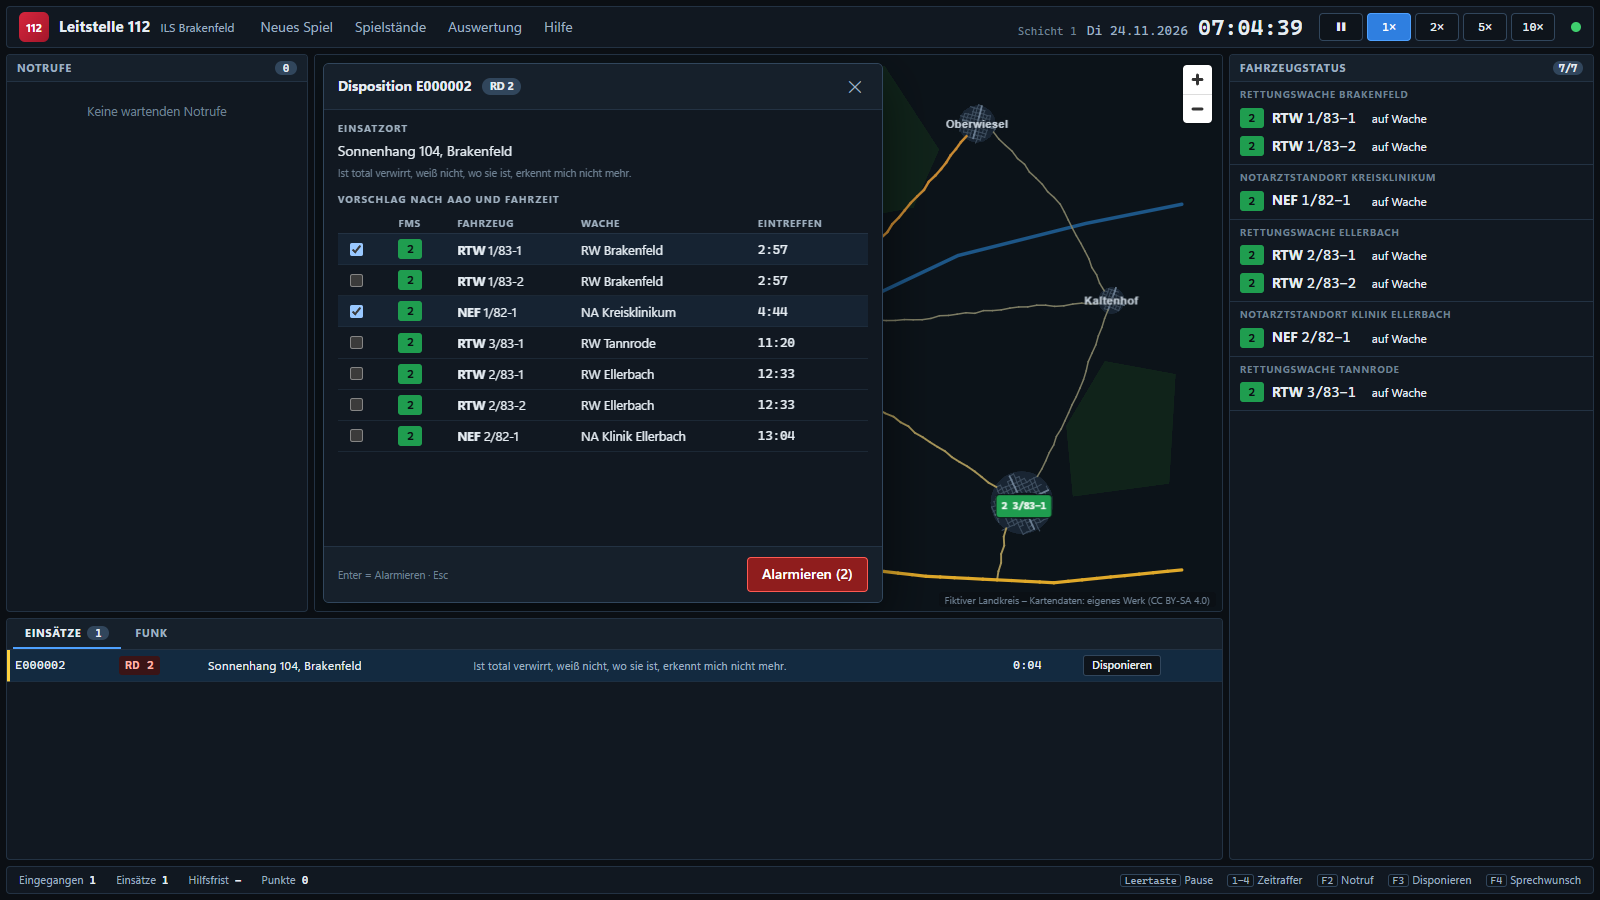 112 Leitstelle 112 ILS Brakenfeld Neues Spiel Spielstände Auswertung Hilfe Schicht 1 Di 24.11.2026 07:04:39 1× 2× 5× 10×
NOTRUFE 0
Keine wartenden Notrufe
Disposition E000002 RD 2
EINSATZORT
Sonnenhang 104, Brakenfeld
Ist total verwirrt, weiß nicht, wo sie ist, erkennt mich nicht mehr.
VORSCHLAG NACH AAO UND FAHRZEIT
FMS FAHRZEUG WACHE EINTREFFEN
2 RTW 1/83-1 RW Brakenfeld 2:57
2 RTW 1/83-2 RW Brakenfeld 2:57
2 NEF 1/82-1 NA Kreisklinikum 4:44
2 RTW 3/83-1 RW Tannrode 11:20
2 RTW 2/83-1 RW Ellerbach 12:33
2 RTW 2/83-2 RW Ellerbach 12:33
2 NEF 2/82-1 NA Klinik Ellerbach 13:04
Enter = Alarmieren · Esc
Alarmieren (2)
+
−
Oberwiesel
Kaltenhof
2 3/83–1
Fiktiver Landkreis – Kartendaten: eigenes Werk (CC BY-SA 4.0)
FAHRZEUGSTATUS 7/7
RETTUNGSWACHE BRAKENFELD
2 RTW 1/83–1 auf Wache
2 RTW 1/83–2 auf Wache
NOTARZTSTANDORT KREISKLINIKUM
2 NEF 1/82–1 auf Wache
RETTUNGSWACHE ELLERBACH
2 RTW 2/83–1 auf Wache
2 RTW 2/83–2 auf Wache
NOTARZTSTANDORT KLINIK ELLERBACH
2 NEF 2/82–1 auf Wache
RETTUNGSWACHE TANNRODE
2 RTW 3/83–1 auf Wache
EINSÄTZE 1 FUNK
E000002 RD 2 Sonnenhang 104, Brakenfeld Ist total verwirrt, weiß nicht, wo sie ist, erkennt mich nicht mehr. 0:04 Disponieren
Eingegangen 1 Einsätze 1 Hilfsfrist – Punkte 0 Leertaste Pause 1–4 Zeitraffer F2 Notruf F3 Disponieren F4 Sprechwunsch